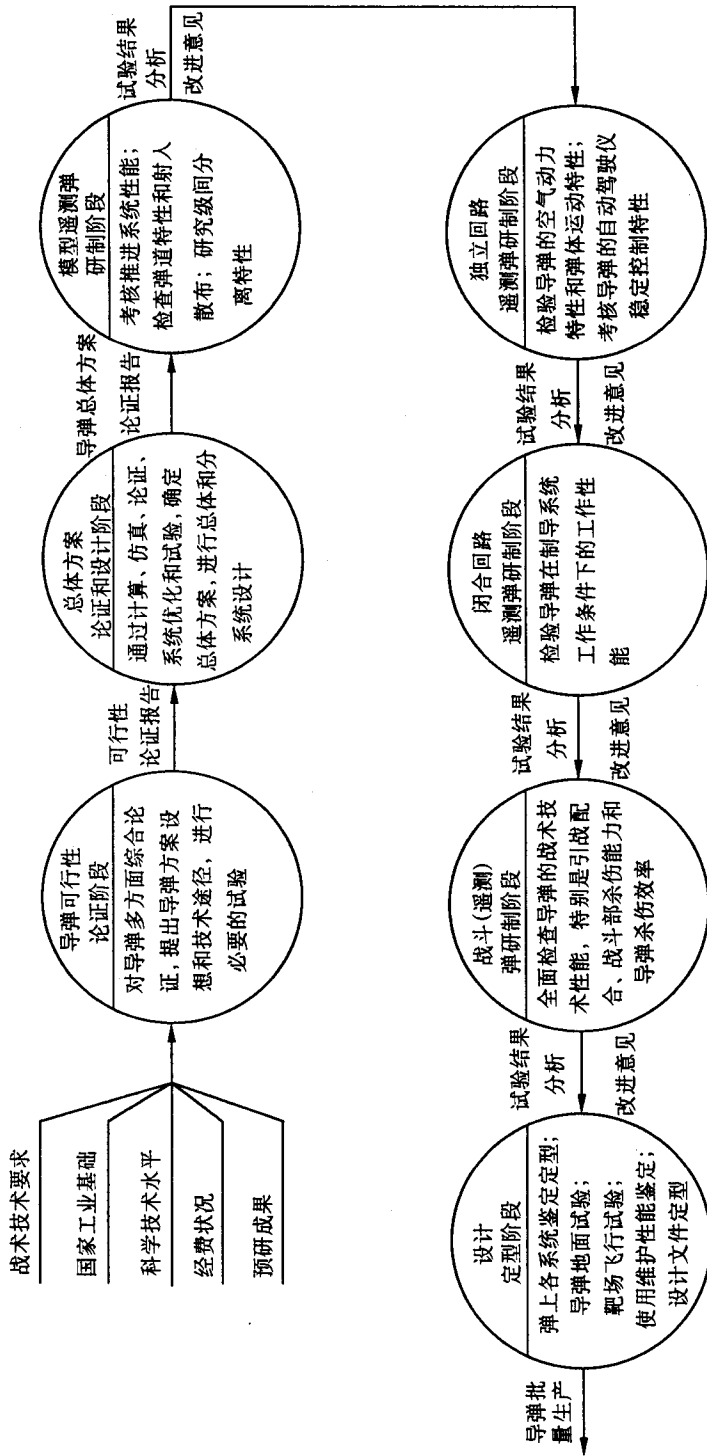 战术技术要求
国家工业基础
科学技术水平
经费状况
预研成果
导弹可行性
论证阶段
对导弹多方面综合论
证,提出导弹方案设
想和技术途径，进行
必要的试验
可行性
论证报告
总体方案
论证和设计阶段
通过计算、仿真、论证、
系统优化和试验,确定
总体方案,进行总体和分
系统设计
导弹总体方案
论证报告
模型遥测弹
研制阶段
考核推进系统性能；
检查弹道特性和射入
散布；研究级间分
离特性
试验结果
分析
改进意见
独立回路
遥测弹研制阶段
检验导弹的空气动力
特性和弹体运动特性；
考核导弹的自动驾驶仪
稳定控制特性
试验结果
分析
改进意见
闭合回路
遥测弹研制阶段
检验导弹在制导系统
工作条件下的工作性
能
试验结果
分析
改进意见
战斗(遥测)
弹研制阶段
全面检查导弹的战术技
术性能，特别是引战配
合、战斗部杀伤能力和
导弹杀伤效率
试验结果
分析
改进意见
设计
定型阶段
弹上各系统鉴定定型；
导弹地面试验；
靶场飞行试验；
使用维护性能鉴定；
设计文件定型
导弹批
量生产